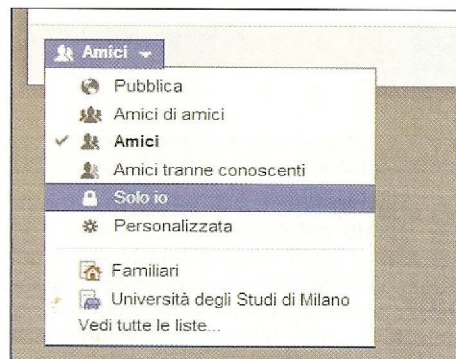 Amici
Pubblica
Amici di amici
Amici
Amici tranne conoscenti
Solo io
Personalizzata
Familiari
Università degli Studi di Milano
Vedi tutte le liste...